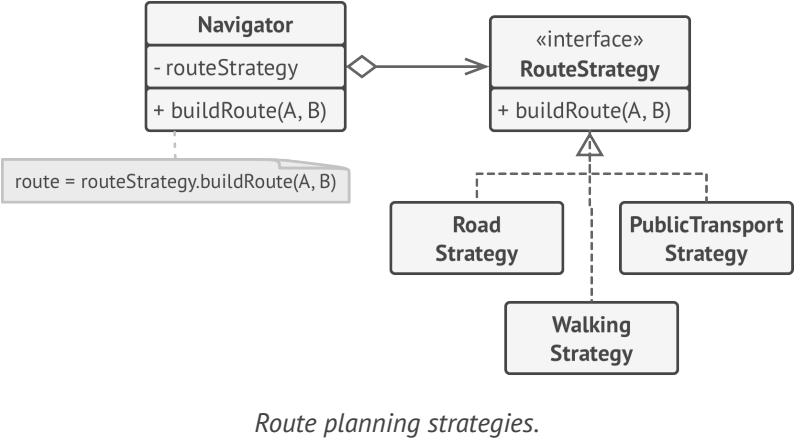 Navigator
- routeStrategy
+ buildRoute(A, B)
route = routeStrategy.buildRoute(A, B)
«interface»
RouteStrategy
+ buildRoute(A, B)
Road
Strategy
PublicTransport
Strategy
Walking
Strategy
Route planning strategies.